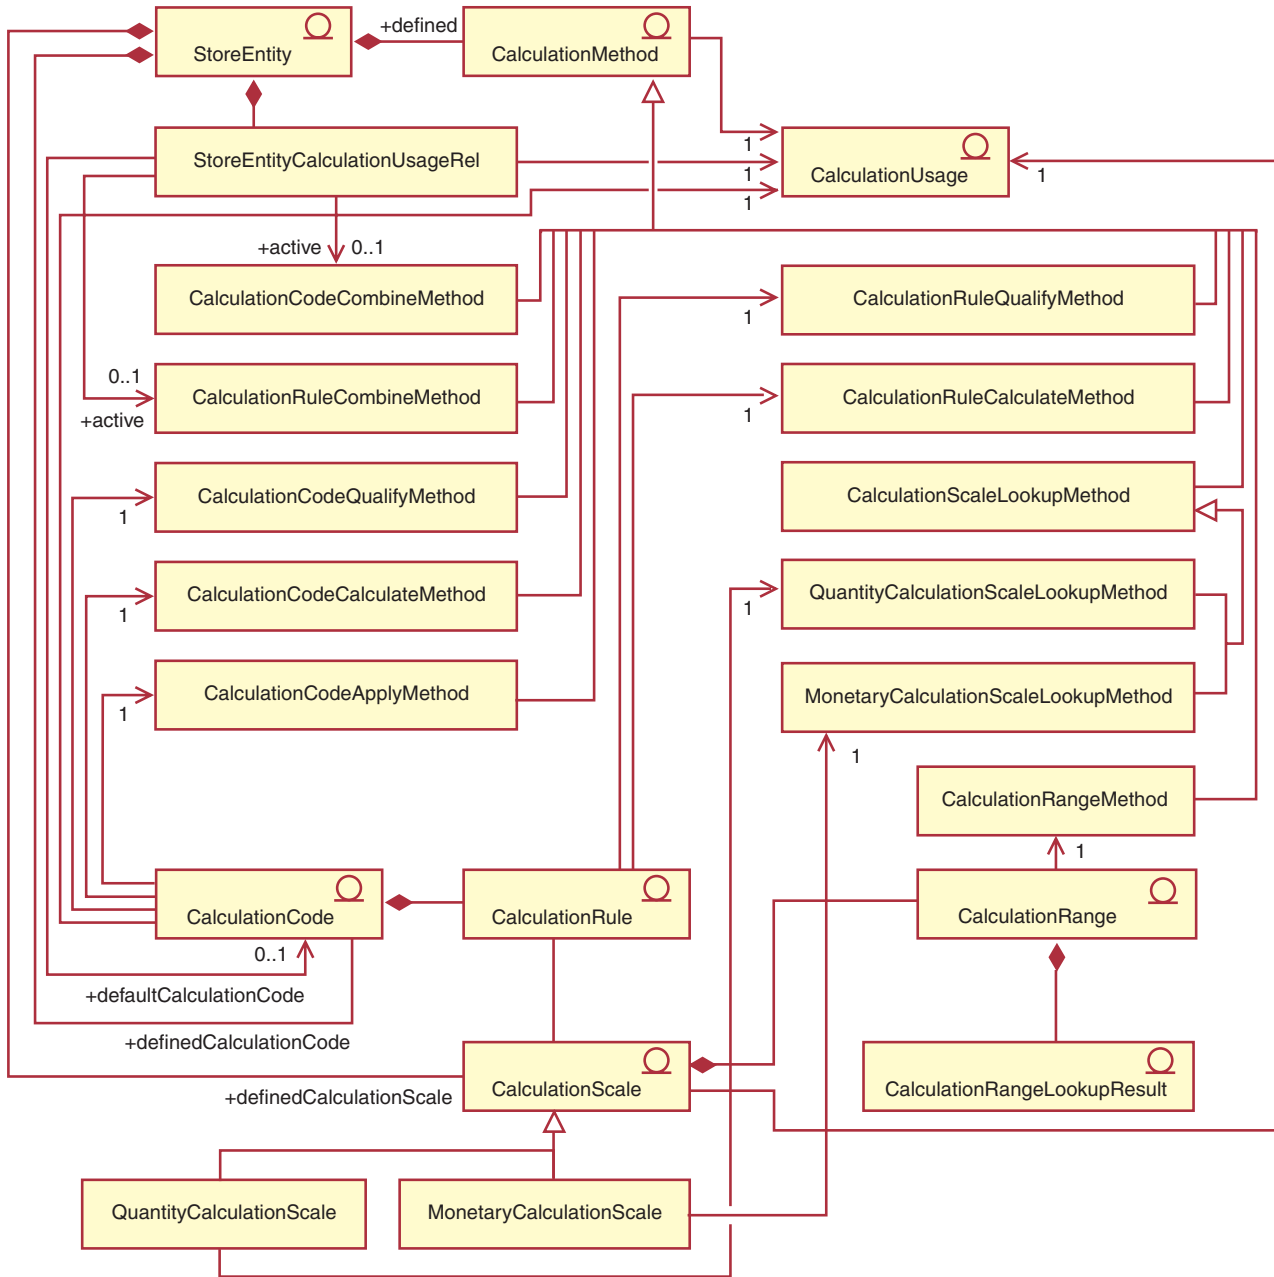 StoreEntity
+defined
CalculationMethod
1
StoreEntityCalculationUsageRel
1
CalculationUsage
1
1
+active
0..1
CalculationCodeCombineMethod
CalculationRuleQualifyMethod
1
0..1
CalculationRuleCombineMethod
+active
CalculationRuleCalculateMethod
1
CalculationCodeQualifyMethod
1
CalculationScaleLookupMethod
CalculationCodeCalculateMethod
1
QuantityCalculationScaleLookupMethod
1
CalculationCodeApplyMethod
1
MonetaryCalculationScaleLookupMethod
1
CalculationRangeMethod
1
CalculationCode
CalculationRule
CalculationRange
0..1
+defaultCalculationCode
+definedCalculationCode
CalculationScale
CalculationRangeLookupResult
+definedCalculationScale
QuantityCalculationScale
MonetaryCalculationScale